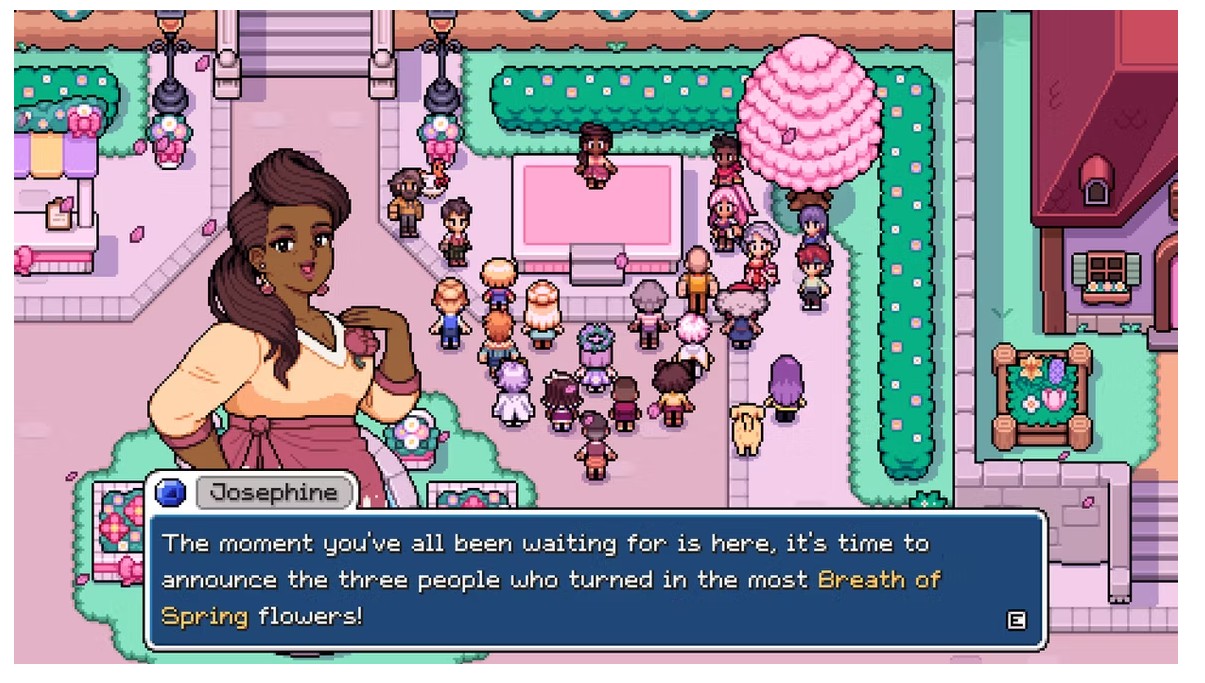 Josephine
The moment you've all been waiting for is here, it's time to
announce the three people who turned in the most Breath of
Spring flowers!
E